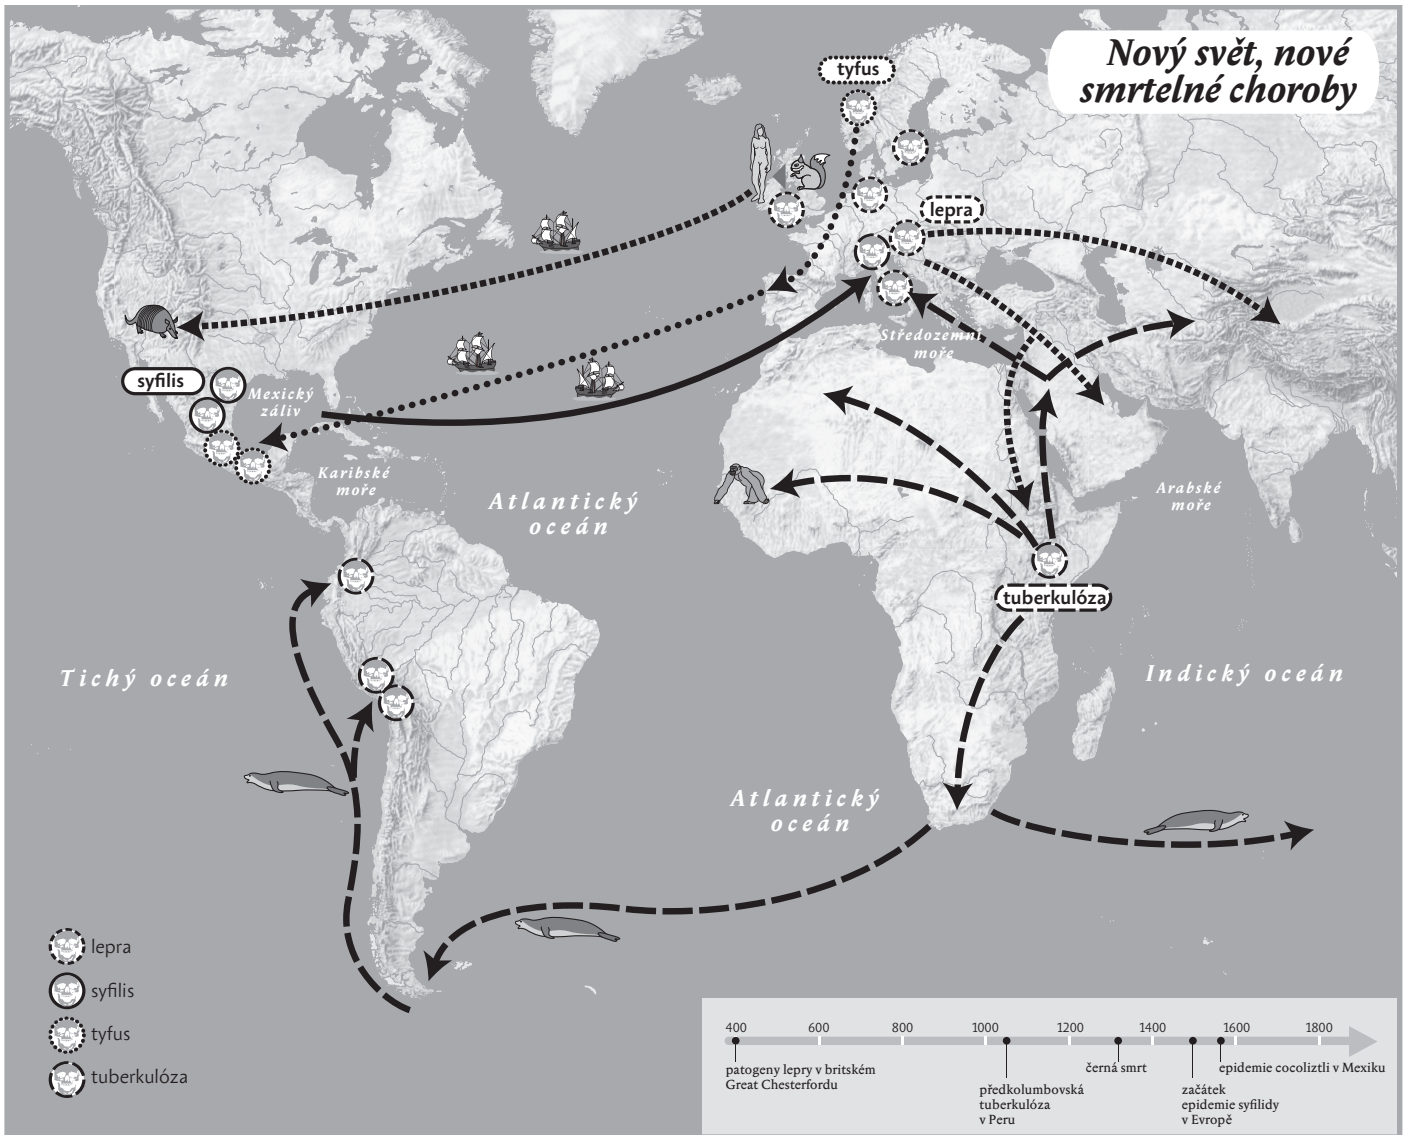 Nový svět, nové
smrtelné choroby
tyfus
lepra
syfilis
Mexický
záliv
Středozemní
moře
Karibské
moře
Atlantický
oceán
Arabské
moře
tuberkulóza
Tichý oceán
Indický oceán
Atlantický
oceán
lepra
syfilis
tyfus
tuberkulóza
400 600 800 1000 1200 1400 1600 1800
patogeny lepry v britském
Great Chesterfordu
předkolumbovská
tuberkulóza
v Peru
černá smrt
začátek
epidemie syfilidy
v Evropě
epidemie cocoliztli v Mexiku